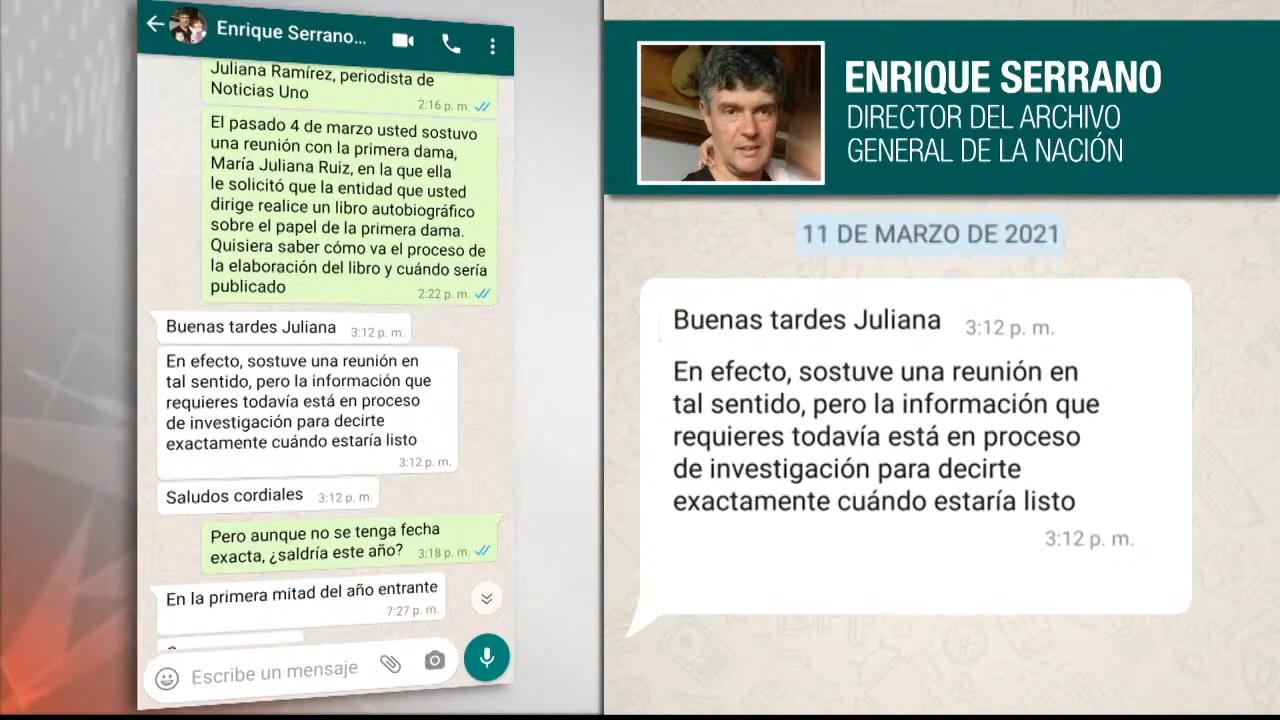 Enrique Serrano...
Juliana Ramírez, periodista de
Noticias Uno
2:16 p. m.
El pasado 4 de marzo usted sostuvo
una reunión con la primera dama,
María Juliana Ruiz, en la que ella
le solicitó que la entidad que usted
dirige realice un libro autobiográfico
sobre el papel de la primera dama.
Quisiera saber cómo va el proceso de
la elaboración del libro y cuándo sería
publicado
2:22 p. m.
Buenas tardes Juliana 3:12 p. m.
En efecto, sostuve una reunión en
tal sentido, pero la información que
requieres todavía está en proceso
de investigación para decirte
exactamente cuándo estaría listo
3:12 p. m.
Saludos cordiales 3:12 p. m.
Pero aunque no se tenga fecha
exacta, ¿saldría este año? 3:18 p. m.
En la primera mitad del año entrante
7:27 p. m.
Escribe un mensaje
ENRIQUE SERRANO
DIRECTOR DEL ARCHIVO
GENERAL DE LA NACIÓN
11 DE MARZO DE 2021
Buenas tardes Juliana 3:12 p. m.
En efecto, sostuve una reunión en
tal sentido, pero la información que
requieres todavía está en proceso
de investigación para decirte
exactamente cuándo estaría listo
3:12 p. m.